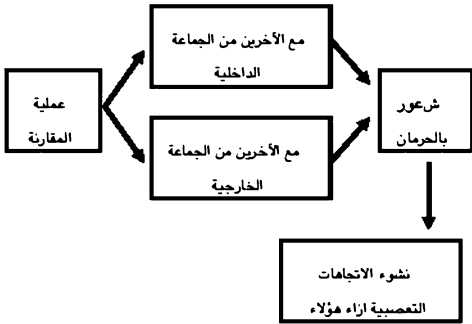 عملية
المقارنة
مع الأخرين من الجماعة
الداخلية
مع الأخرين من الجماعة
الخارجية
شعور
بالحرمان
نشوء الاتجاهات
التعصبية ازاء هؤلاء